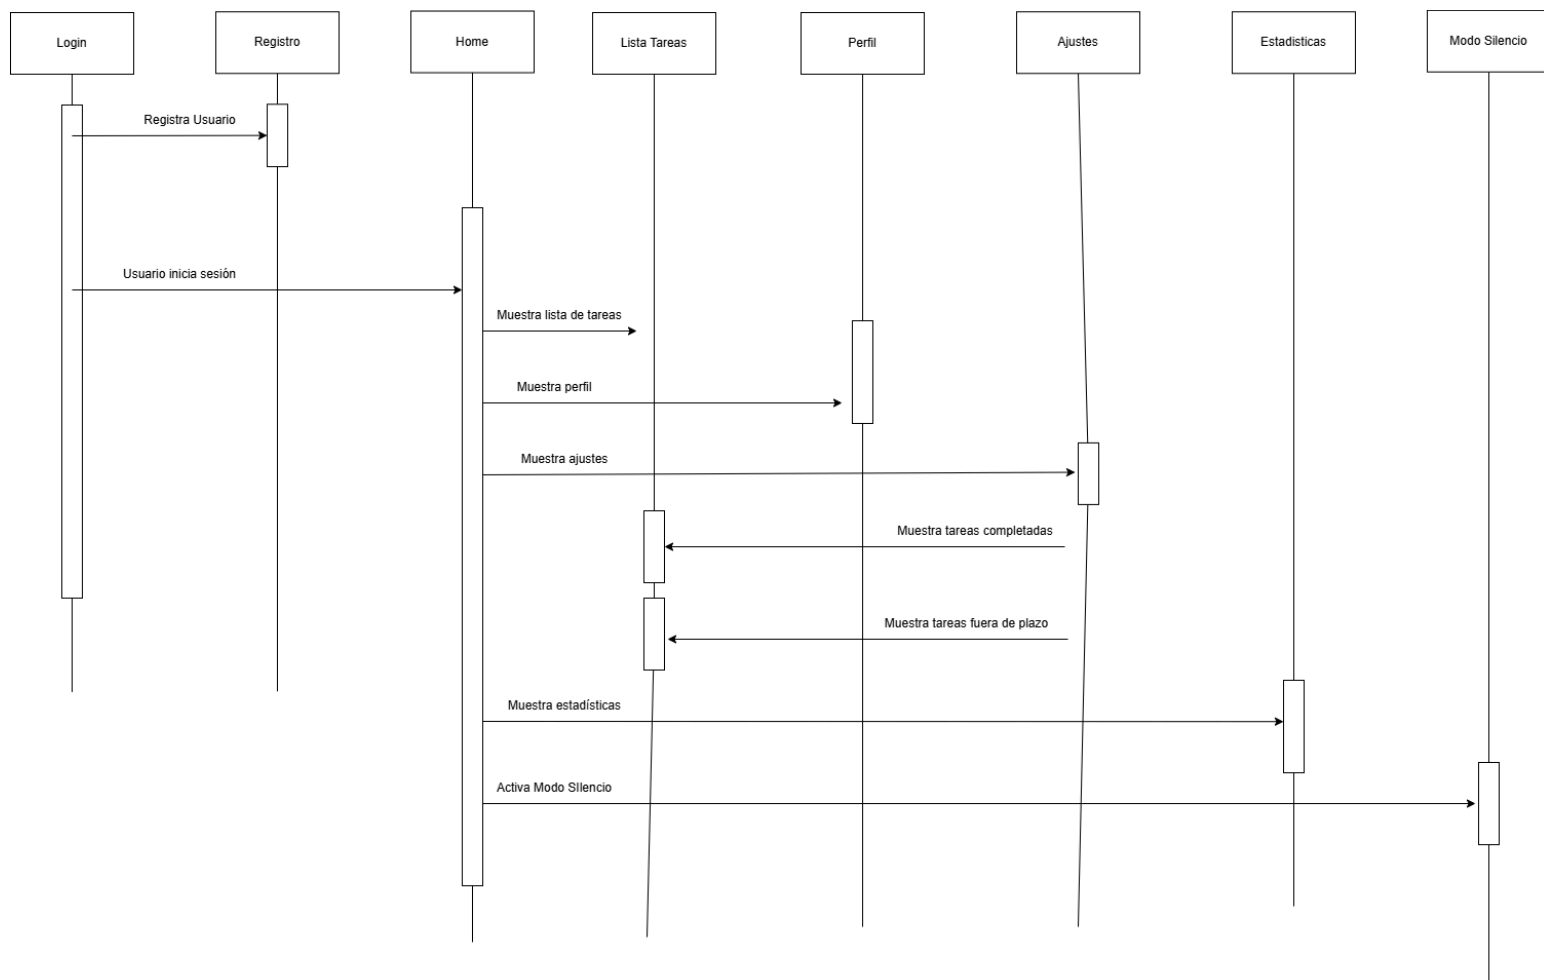 Login
Registro
Home
Lista Tareas
Perfil
Ajustes
Estadisticas
Modo Silencio
Registra Usuario
Usuario inicia sesión
Muestra lista de tareas
Muestra perfil
Muestra ajustes
Muestra tareas completadas
Muestra tareas fuera de plazo
Muestra estadísticas
Activa Modo SIlencio